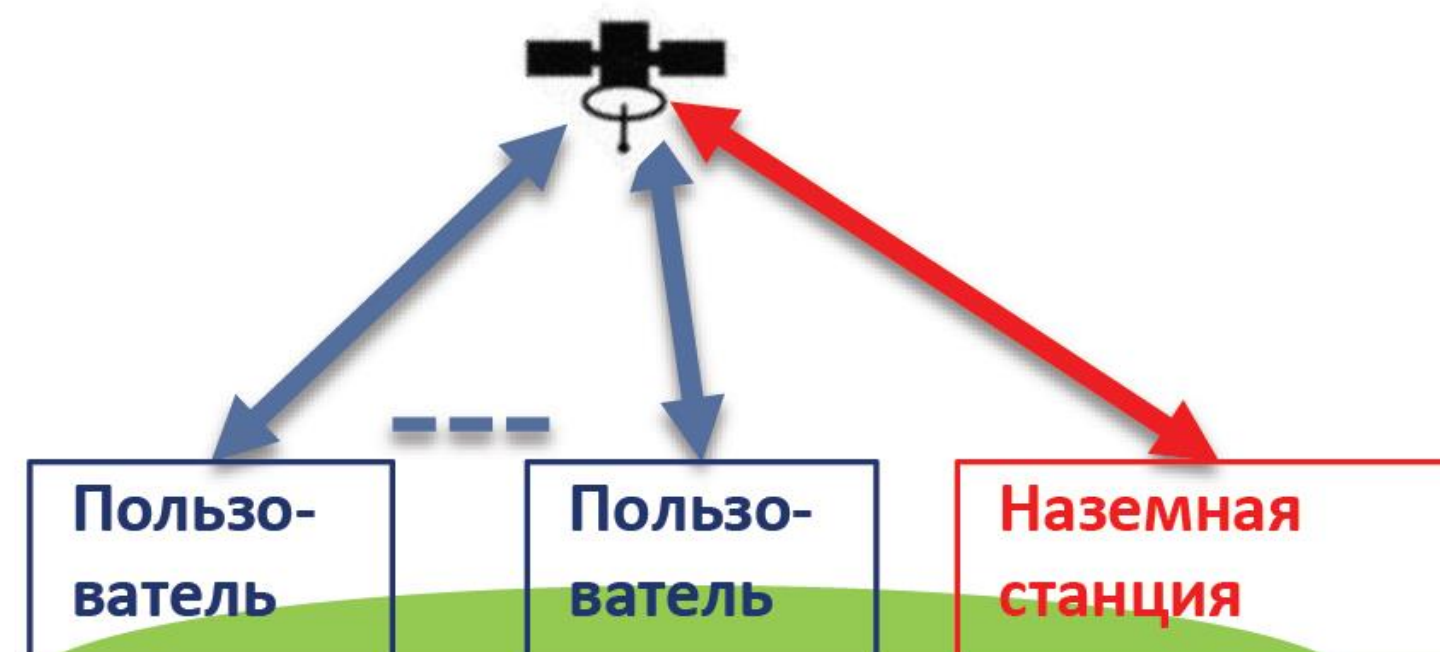 Пользо-
ватель
Пользо-
ватель
Наземная
станция